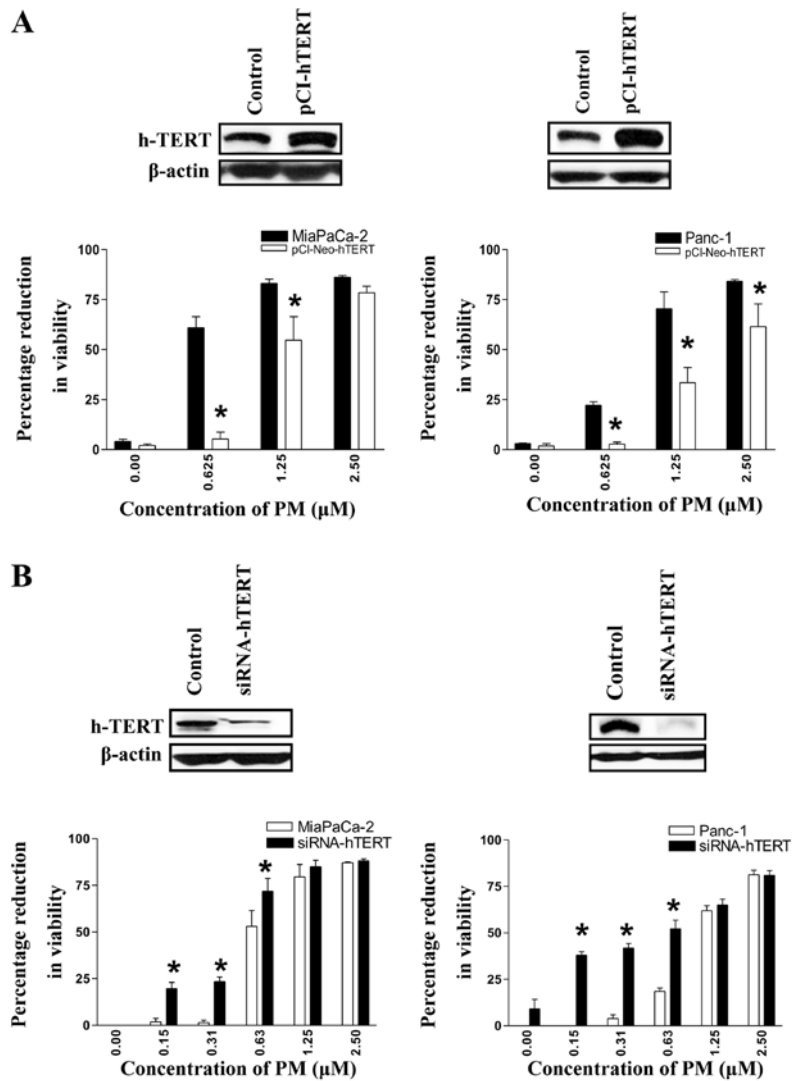 A
Control
pCI-hTERT
h-TERT
β-actin
Control
pCI-hTERT
MiaPaCa-2
pCI-Neo-hTERT
Percentage reduction
in viability
100
75
50
25
0
0.00
0.625
1.25
2.50
*
*
Concentration of PM (μM)
Panc-1
pCI-Neo-hTERT
Percentage reduction
in viability
100
75
50
25
0
0.00
0.625
1.25
2.50
*
*
*
Concentration of PM (μM)
B
Control
siRNA-hTERT
h-TERT
β-actin
Control
siRNA-hTERT
MiaPaCa-2
siRNA-hTERT
Percentage reduction
in viability
100
75
50
25
0
0.00
0.15
0.31
0.63
1.25
2.50
*
*
*
Concentration of PM (μM)
Panc-1
siRNA-hTERT
Percentage reduction
in viability
100
75
50
25
0
0.00
0.15
0.31
0.63
1.25
2.50
*
*
*
Concentration of PM (μM)